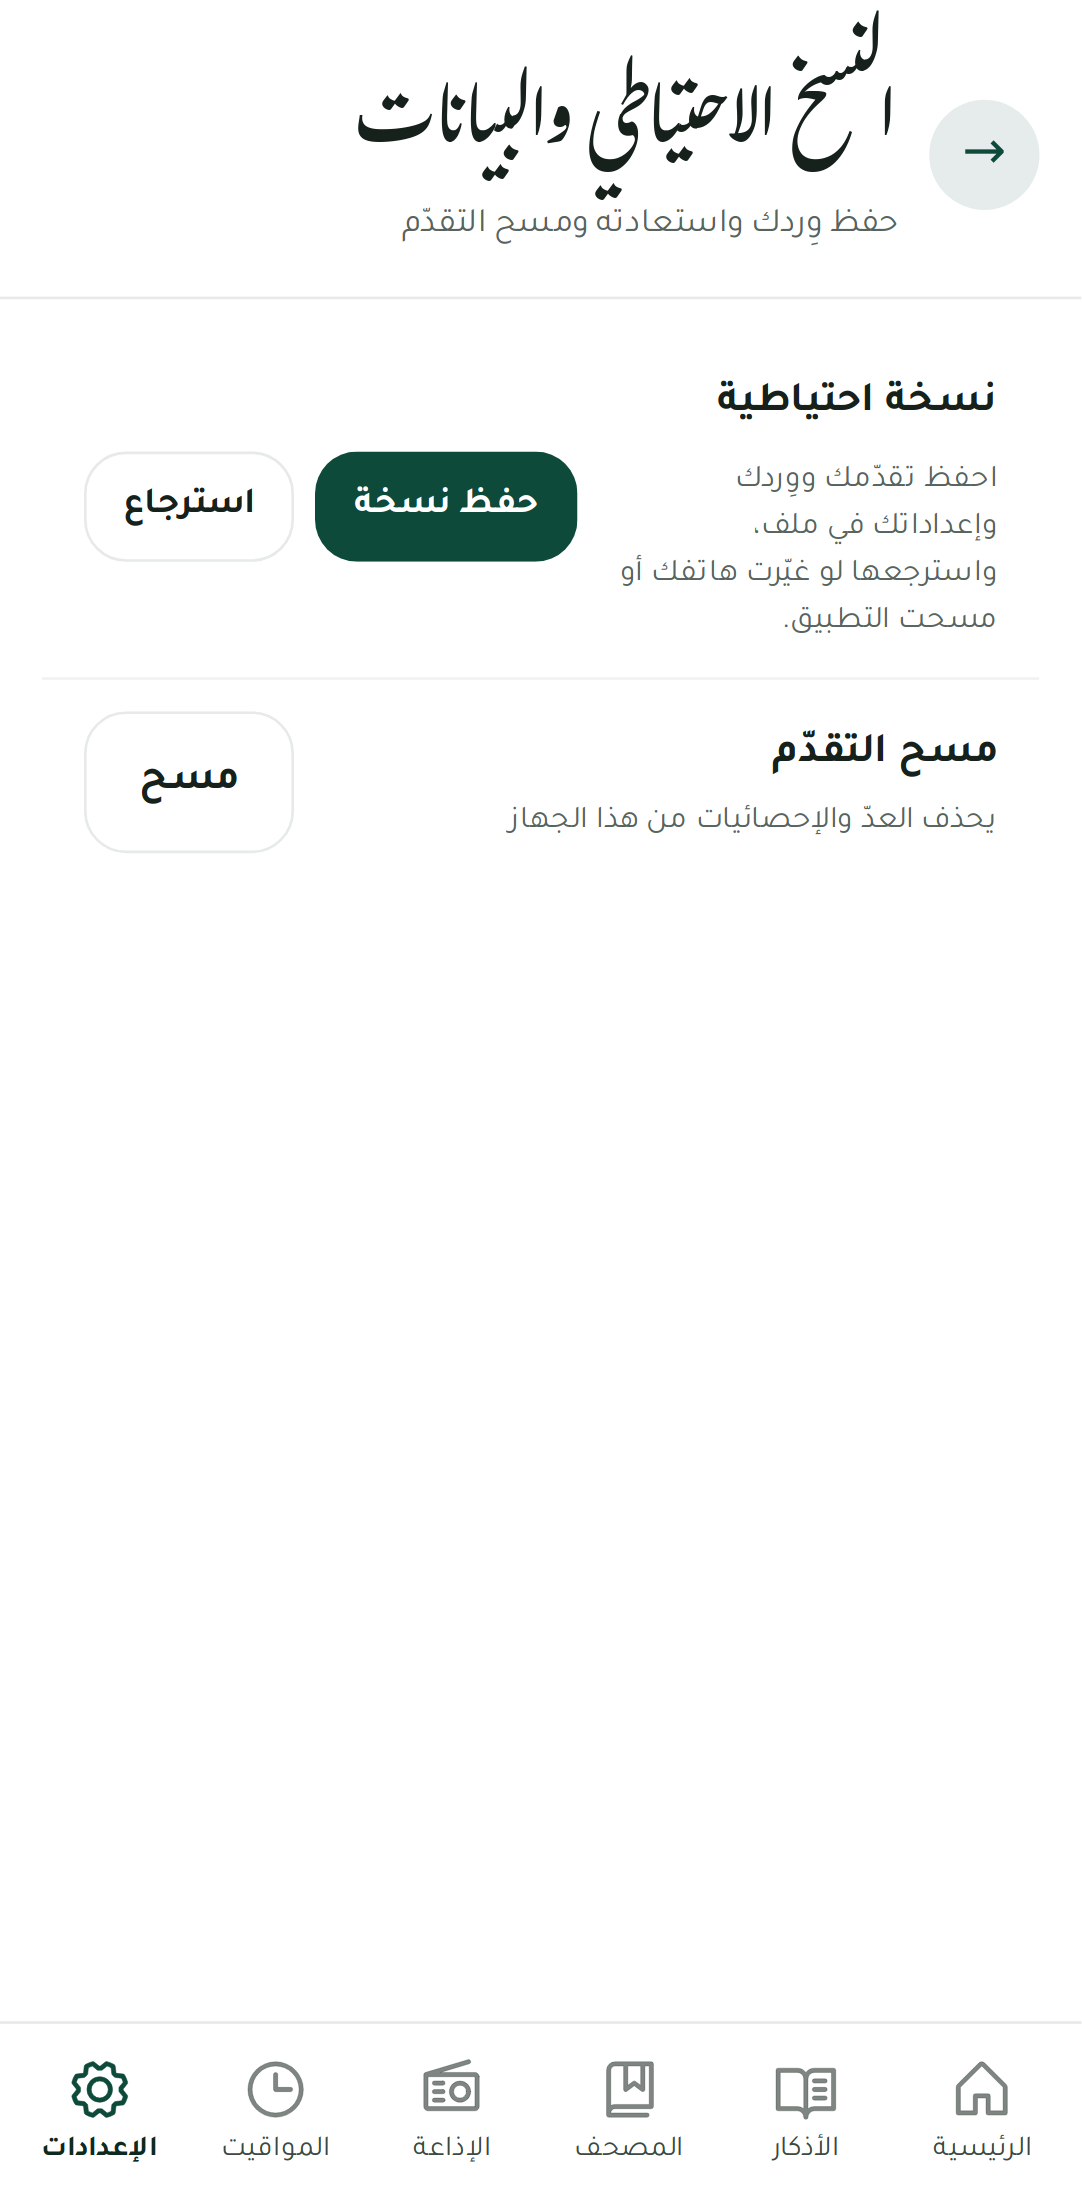 النسخ الاحتياطي والبيانات
حفظ وِردك واستعادته ومسح التقدّم
نسخة احتياطية
احفظ تقدّمك ووِردك
وإعداداتك في ملف،
واسترجعها لو غيّرت هاتفك أو
مسحت التطبيق.
حفظ نسخة
استرجاع
مسح التقدّم
يحذف العدّ والإحصائيات من هذا الجهاز
مسح
الرئيسية
الأذكار
المصحف
الإذاعة
المواقيت
الإعدادات